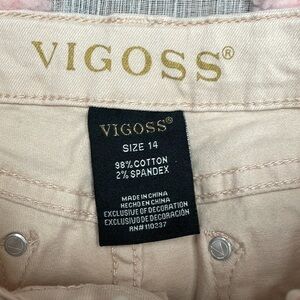 VIGOSS®
VIGOSS®
SIZE 14
98% COTTON
2% SPANDEX
MADE IN CHINA
HECHO EN CHINA
EXCLUSIVE OF DECORATION
EXCLUSIVO DE DECORACIÓN
RN# 110237